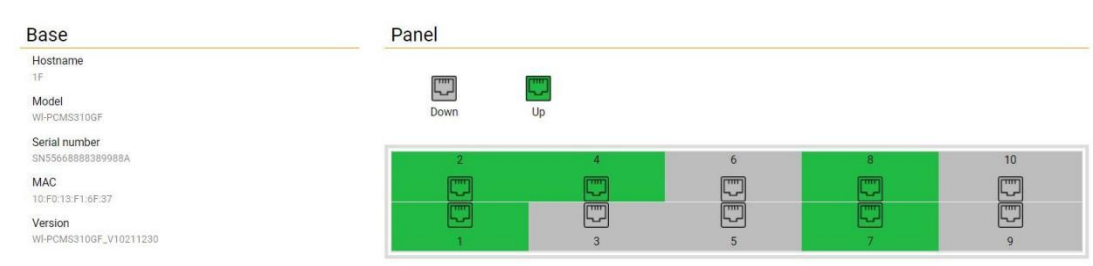 Base
Hostname
1F
Model
WI-PCMS310GF
Serial number
SN55668888389988A
MAC
10:F0:13:F1:6F:37
Version
WI-PCMS310GF_V10211230
Panel
Down Up
2 4 6 8 10
1 3 5 7 9